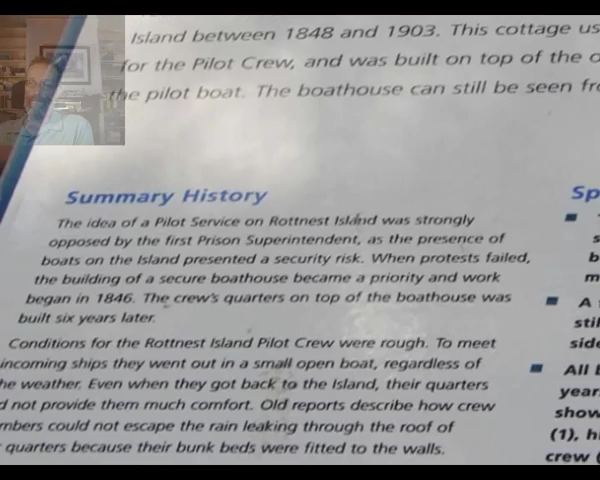 Island between 1848 and 1903. This cottage us
for the Pilot Crew, and was built on top of the o
the pilot boat. The boathouse can still be seen fr
Summary History
The idea of a Pilot Service on Rottnest Island was strongly
opposed by the first Prison Superintendent, as the presence of
boats on the Island presented a security risk. When protests failed,
the building of a secure boathouse became a priority and work
began in 1846. The crew's quarters on top of the boathouse was
built six years later.
Conditions for the Rottnest Island Pilot Crew were rough. To meet
incoming ships they went out in a small open boat, regardless of
he weather. Even when they got back to the Island, their quarters
d not provide them much comfort. Old reports describe how crew
mbers could not escape the rain leaking through the roof of
quarters because their bunk beds were fitted to the walls.
Sp
s
b
m
A
stil
side
All b
year
show
(1), h
crew (